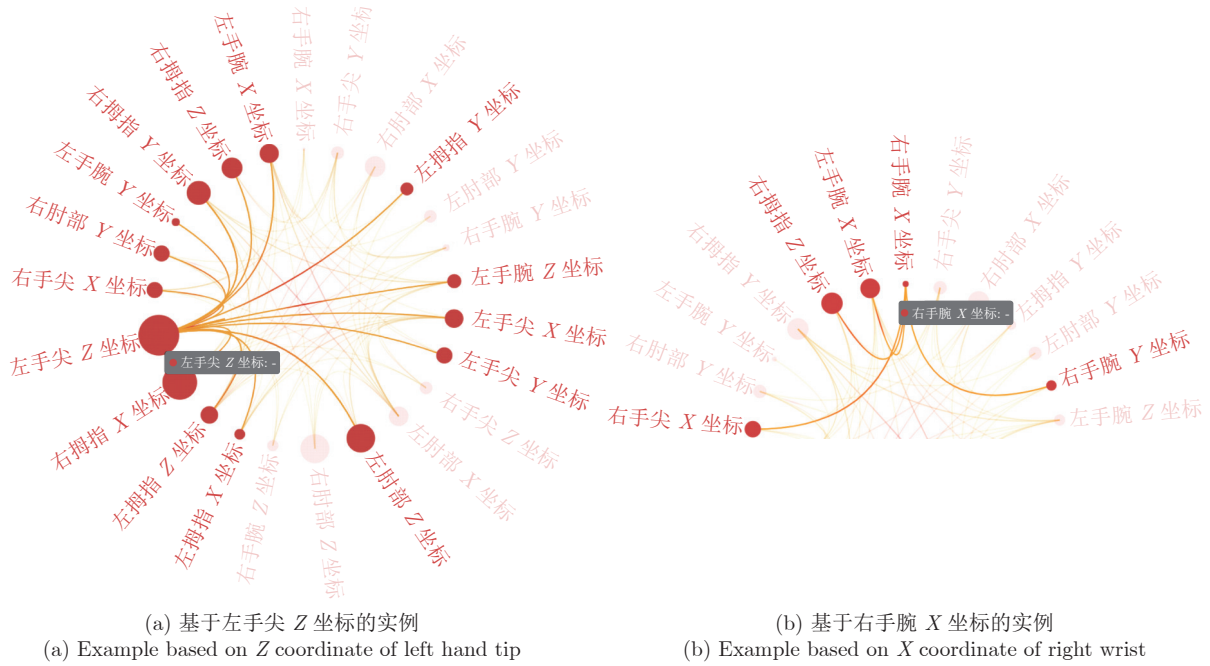 右手腕 X 坐标
右手尖 Y 坐标
右肘部 X 坐标
左拇指 Y 坐标
左肘部 Y 坐标
右手腕 Y 坐标
左手腕 Z 坐标
左手尖 X 坐标
左手尖 Y 坐标
右手尖 Z 坐标
左肘部 X 坐标
左肘部 Z 坐标
右肘部 Z 坐标
右手腕 Z 坐标
左拇指 X 坐标
左拇指 Z 坐标
右拇指 X 坐标
左手尖 Z 坐标
左手尖 Z 坐标: -
右手尖 X 坐标
右肘部 Y 坐标
左手腕 Y 坐标
右拇指 Y 坐标
右拇指 Z 坐标
左手腕 X 坐标
(a) 基于左手尖 Z 坐标的实例
(a) Example based on Z coordinate of left hand tip
右手尖 X 坐标
右肘部 Y 坐标
左手腕 Y 坐标
右拇指 Y 坐标
右拇指 Z 坐标
左手腕 X 坐标
右手腕 X 坐标
右手腕 X 坐标: -
右手尖 Y 坐标
右肘部 X 坐标
左拇指 Y 坐标
左肘部 Y 坐标
右手腕 Y 坐标
左手腕 Z 坐标
(b) 基于右手腕 X 坐标的实例
(b) Example based on X coordinate of right wrist